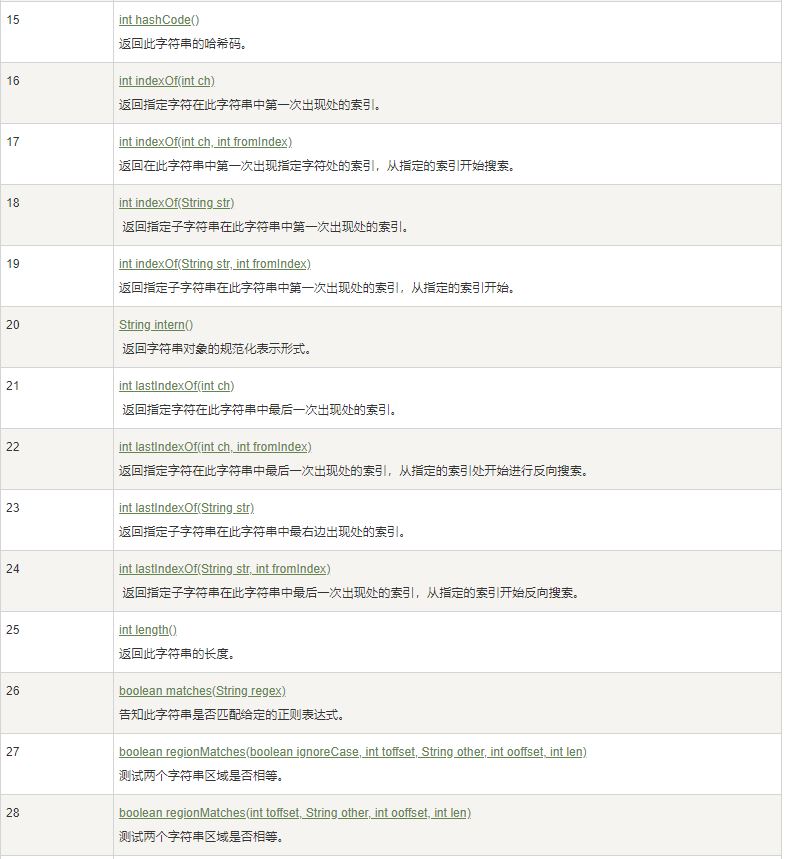 15
int hashCode()
返回此字符串的哈希码。
16
int indexOf(int ch)
返回指定字符在此字符串中第一次出现处的索引。
17
int indexOf(int ch, int fromIndex)
返回在此字符串中第一次出现指定字符处的索引，从指定的索引开始搜索。
18
int indexOf(String str)
返回指定子字符串在此字符串中第一次出现处的索引。
19
int indexOf(String str, int fromIndex)
返回指定子字符串在此字符串中第一次出现处的索引，从指定的索引开始。
20
String intern()
返回字符串对象的规范化表示形式。
21
int lastIndexOf(int ch)
返回指定字符在此字符串中最后一次出现处的索引。
22
int lastIndexOf(int ch, int fromIndex)
返回指定字符在此字符串中最后一次出现处的索引，从指定的索引处开始进行反向搜索。
23
int lastIndexOf(String str)
返回指定子字符串在此字符串中最右边出现处的索引。
24
int lastIndexOf(String str, int fromIndex)
返回指定子字符串在此字符串中最后一次出现处的索引，从指定的索引开始反向搜索。
25
int length()
返回此字符串的长度。
26
boolean matches(String regex)
告知此字符串是否匹配给定的正则表达式。
27
boolean regionMatches(boolean ignoreCase, int toffset, String other, int ooffset, int len)
测试两个字符串区域是否相等。
28
boolean regionMatches(int toffset, String other, int ooffset, int len)
测试两个字符串区域是否相等。